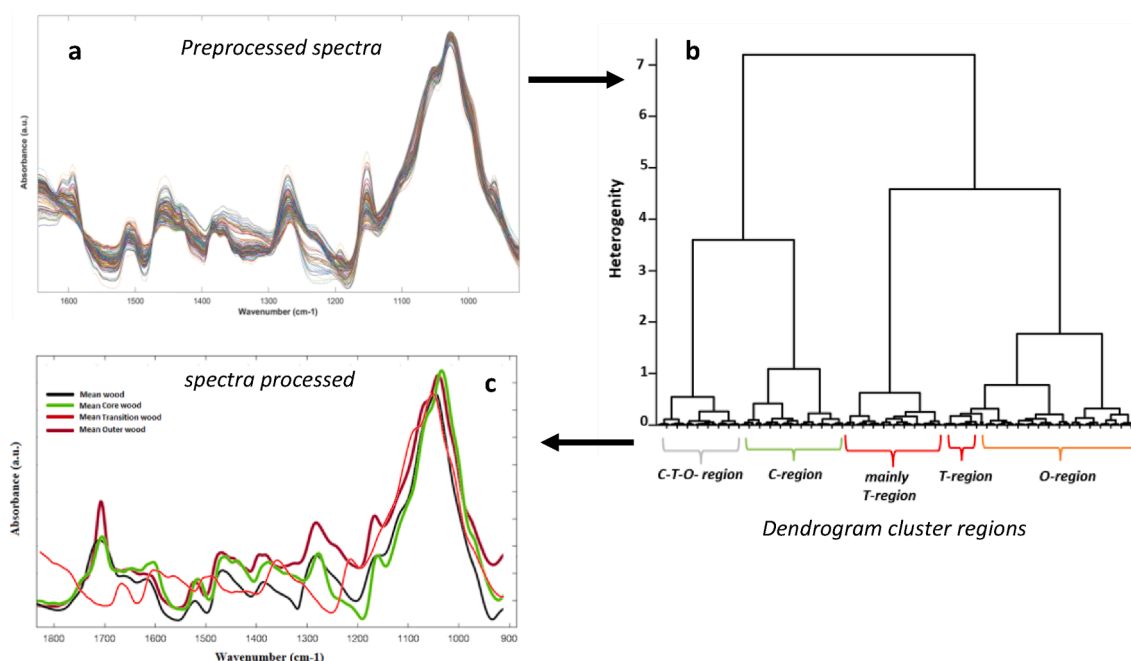 a
Preprocessed spectra
Absorbance (a.u.)
1600 1500 1400 1300 1200 1100 1000
Wavenumber (cm-1)
b
Heterogenity
7
6
5
4
3
2
1
0
C-T-O- region
C-region
mainly
T-region
T-region
O-region
Dendrogram cluster regions
spectra processed
c
Mean wood
Mean Core wood
Mean Transition wood
Mean Outer wood
Absorbance (a.u.)
1800 1700 1600 1500 1400 1300 1200 1100 1000 900
Wavenumber (cm-1)